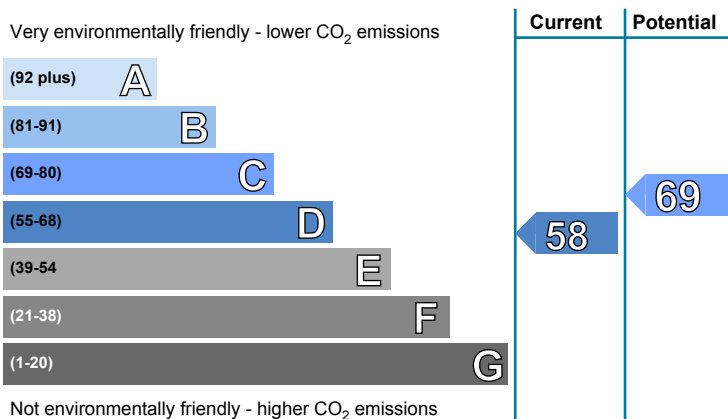 Current Potential
Very environmentally friendly - lower CO2 emissions
(92 plus) A
(81-91) B
(69-80) C
69
(55-68) D
58
(39-54 E
(21-38) F
(1-20) G
Not environmentally friendly - higher CO2 emissions